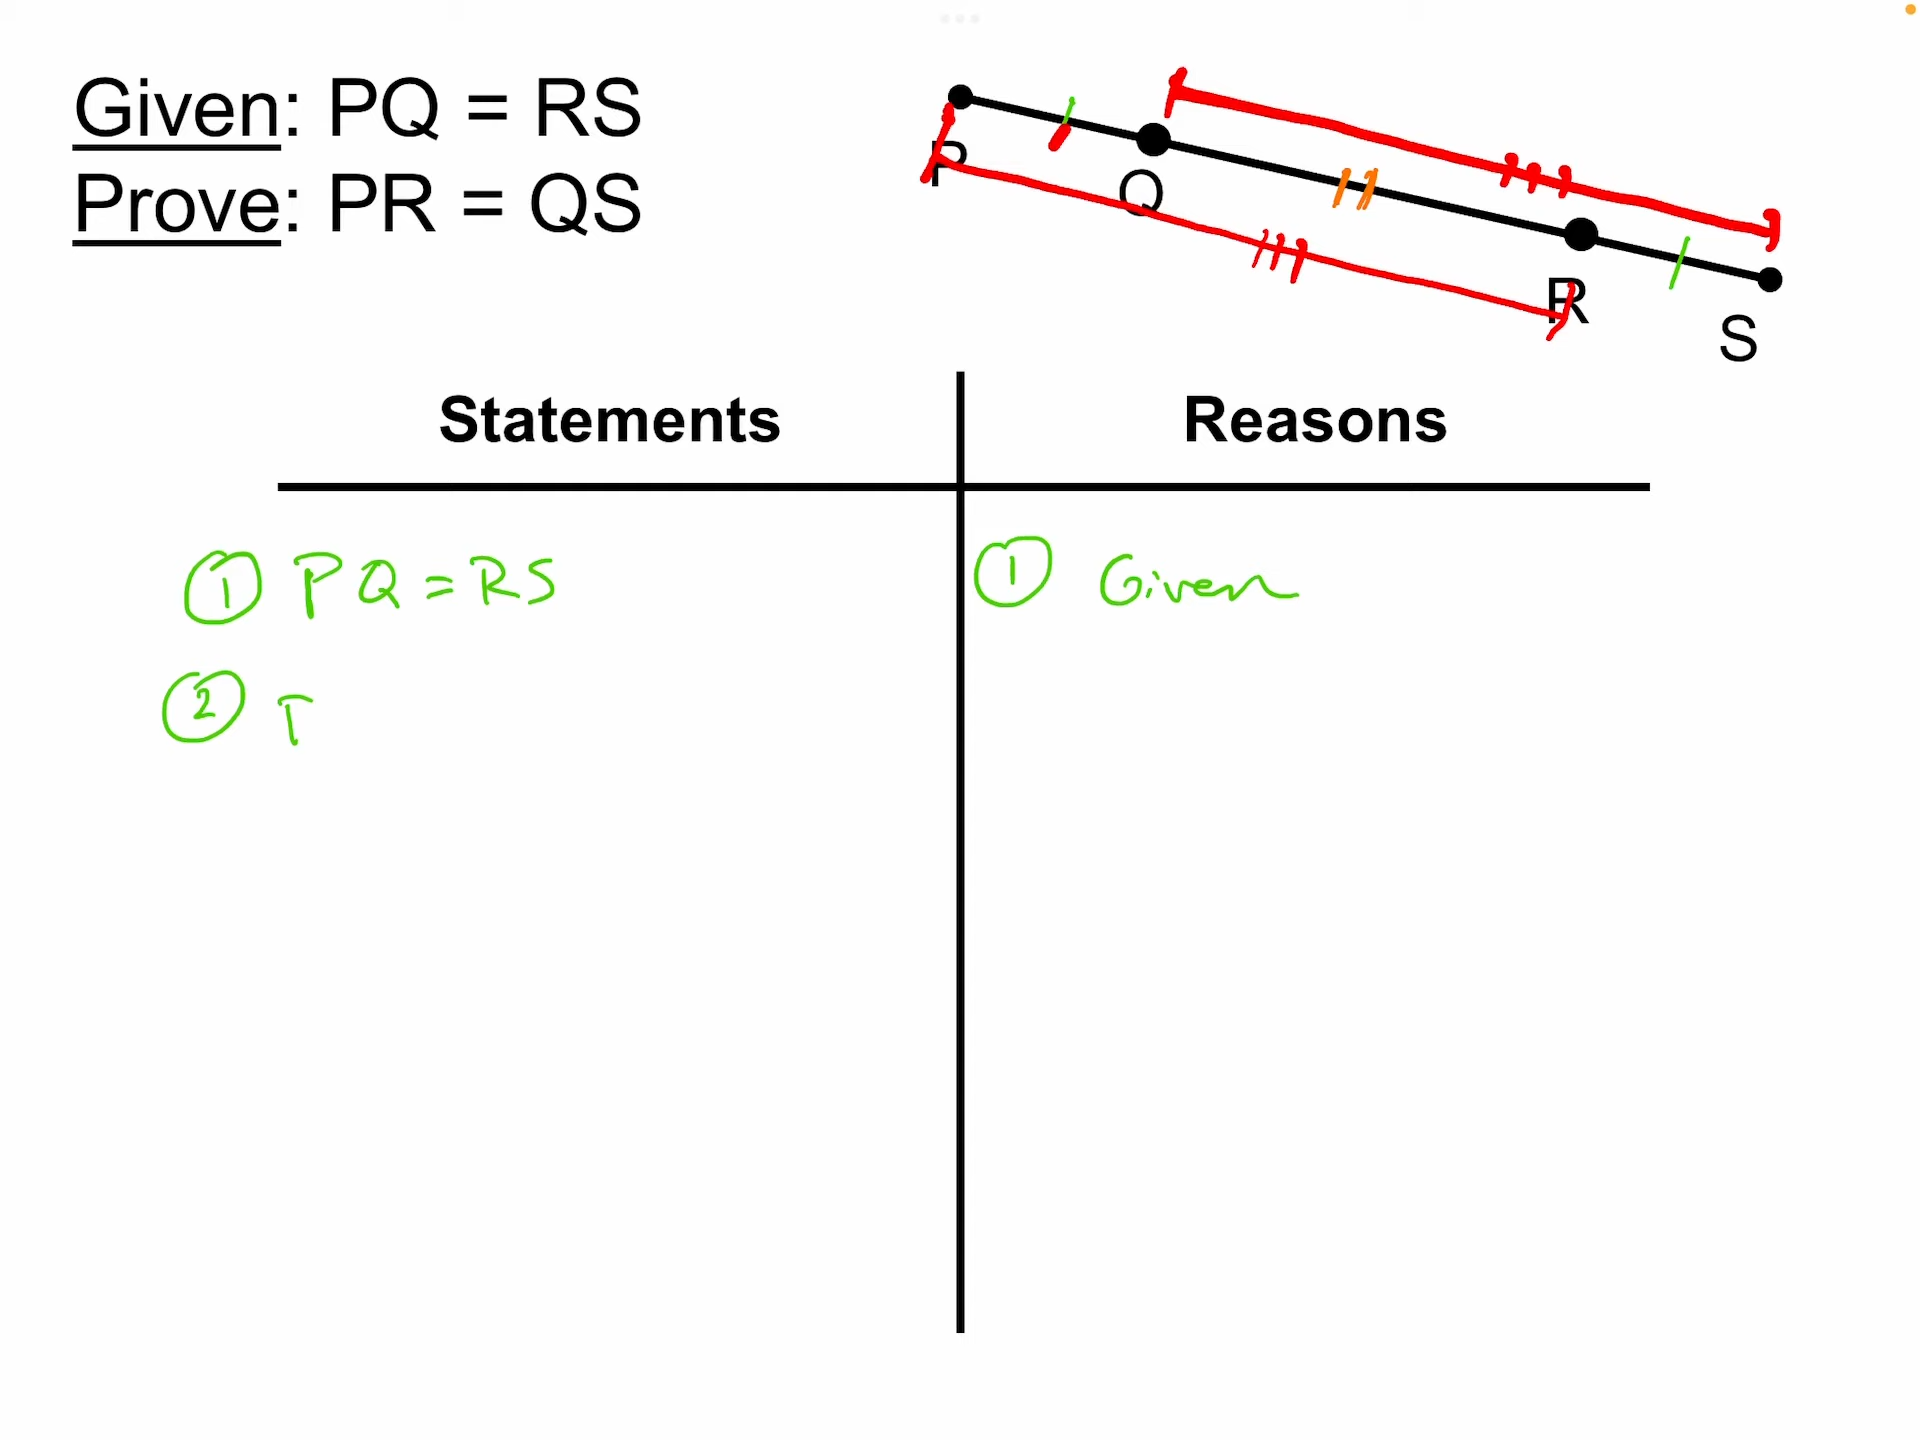 Given: PQ = RS
Prove: PR = QS
P
Q
R
S
Statements
Reasons
① PQ = RS
① Given
②